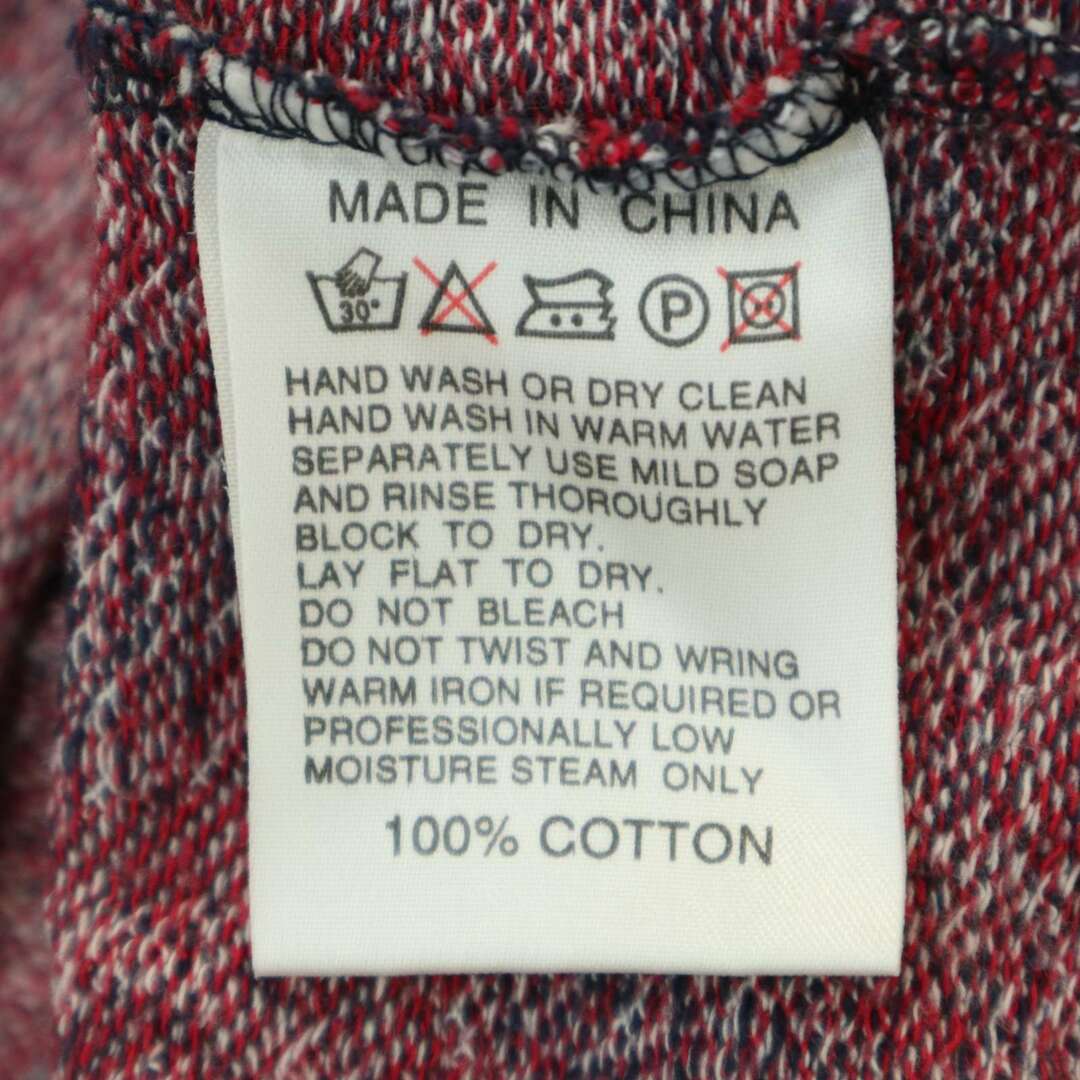 MADE IN CHINA
30° P
HAND WASH OR DRY CLEAN
HAND WASH IN WARM WATER
SEPARATELY USE MILD SOAP
AND RINSE THOROUGHLY
BLOCK TO DRY.
LAY FLAT TO DRY.
DO NOT BLEACH
DO NOT TWIST AND WRING
WARM IRON IF REQUIRED OR
PROFESSIONALLY LOW
MOISTURE STEAM ONLY
100% COTTON